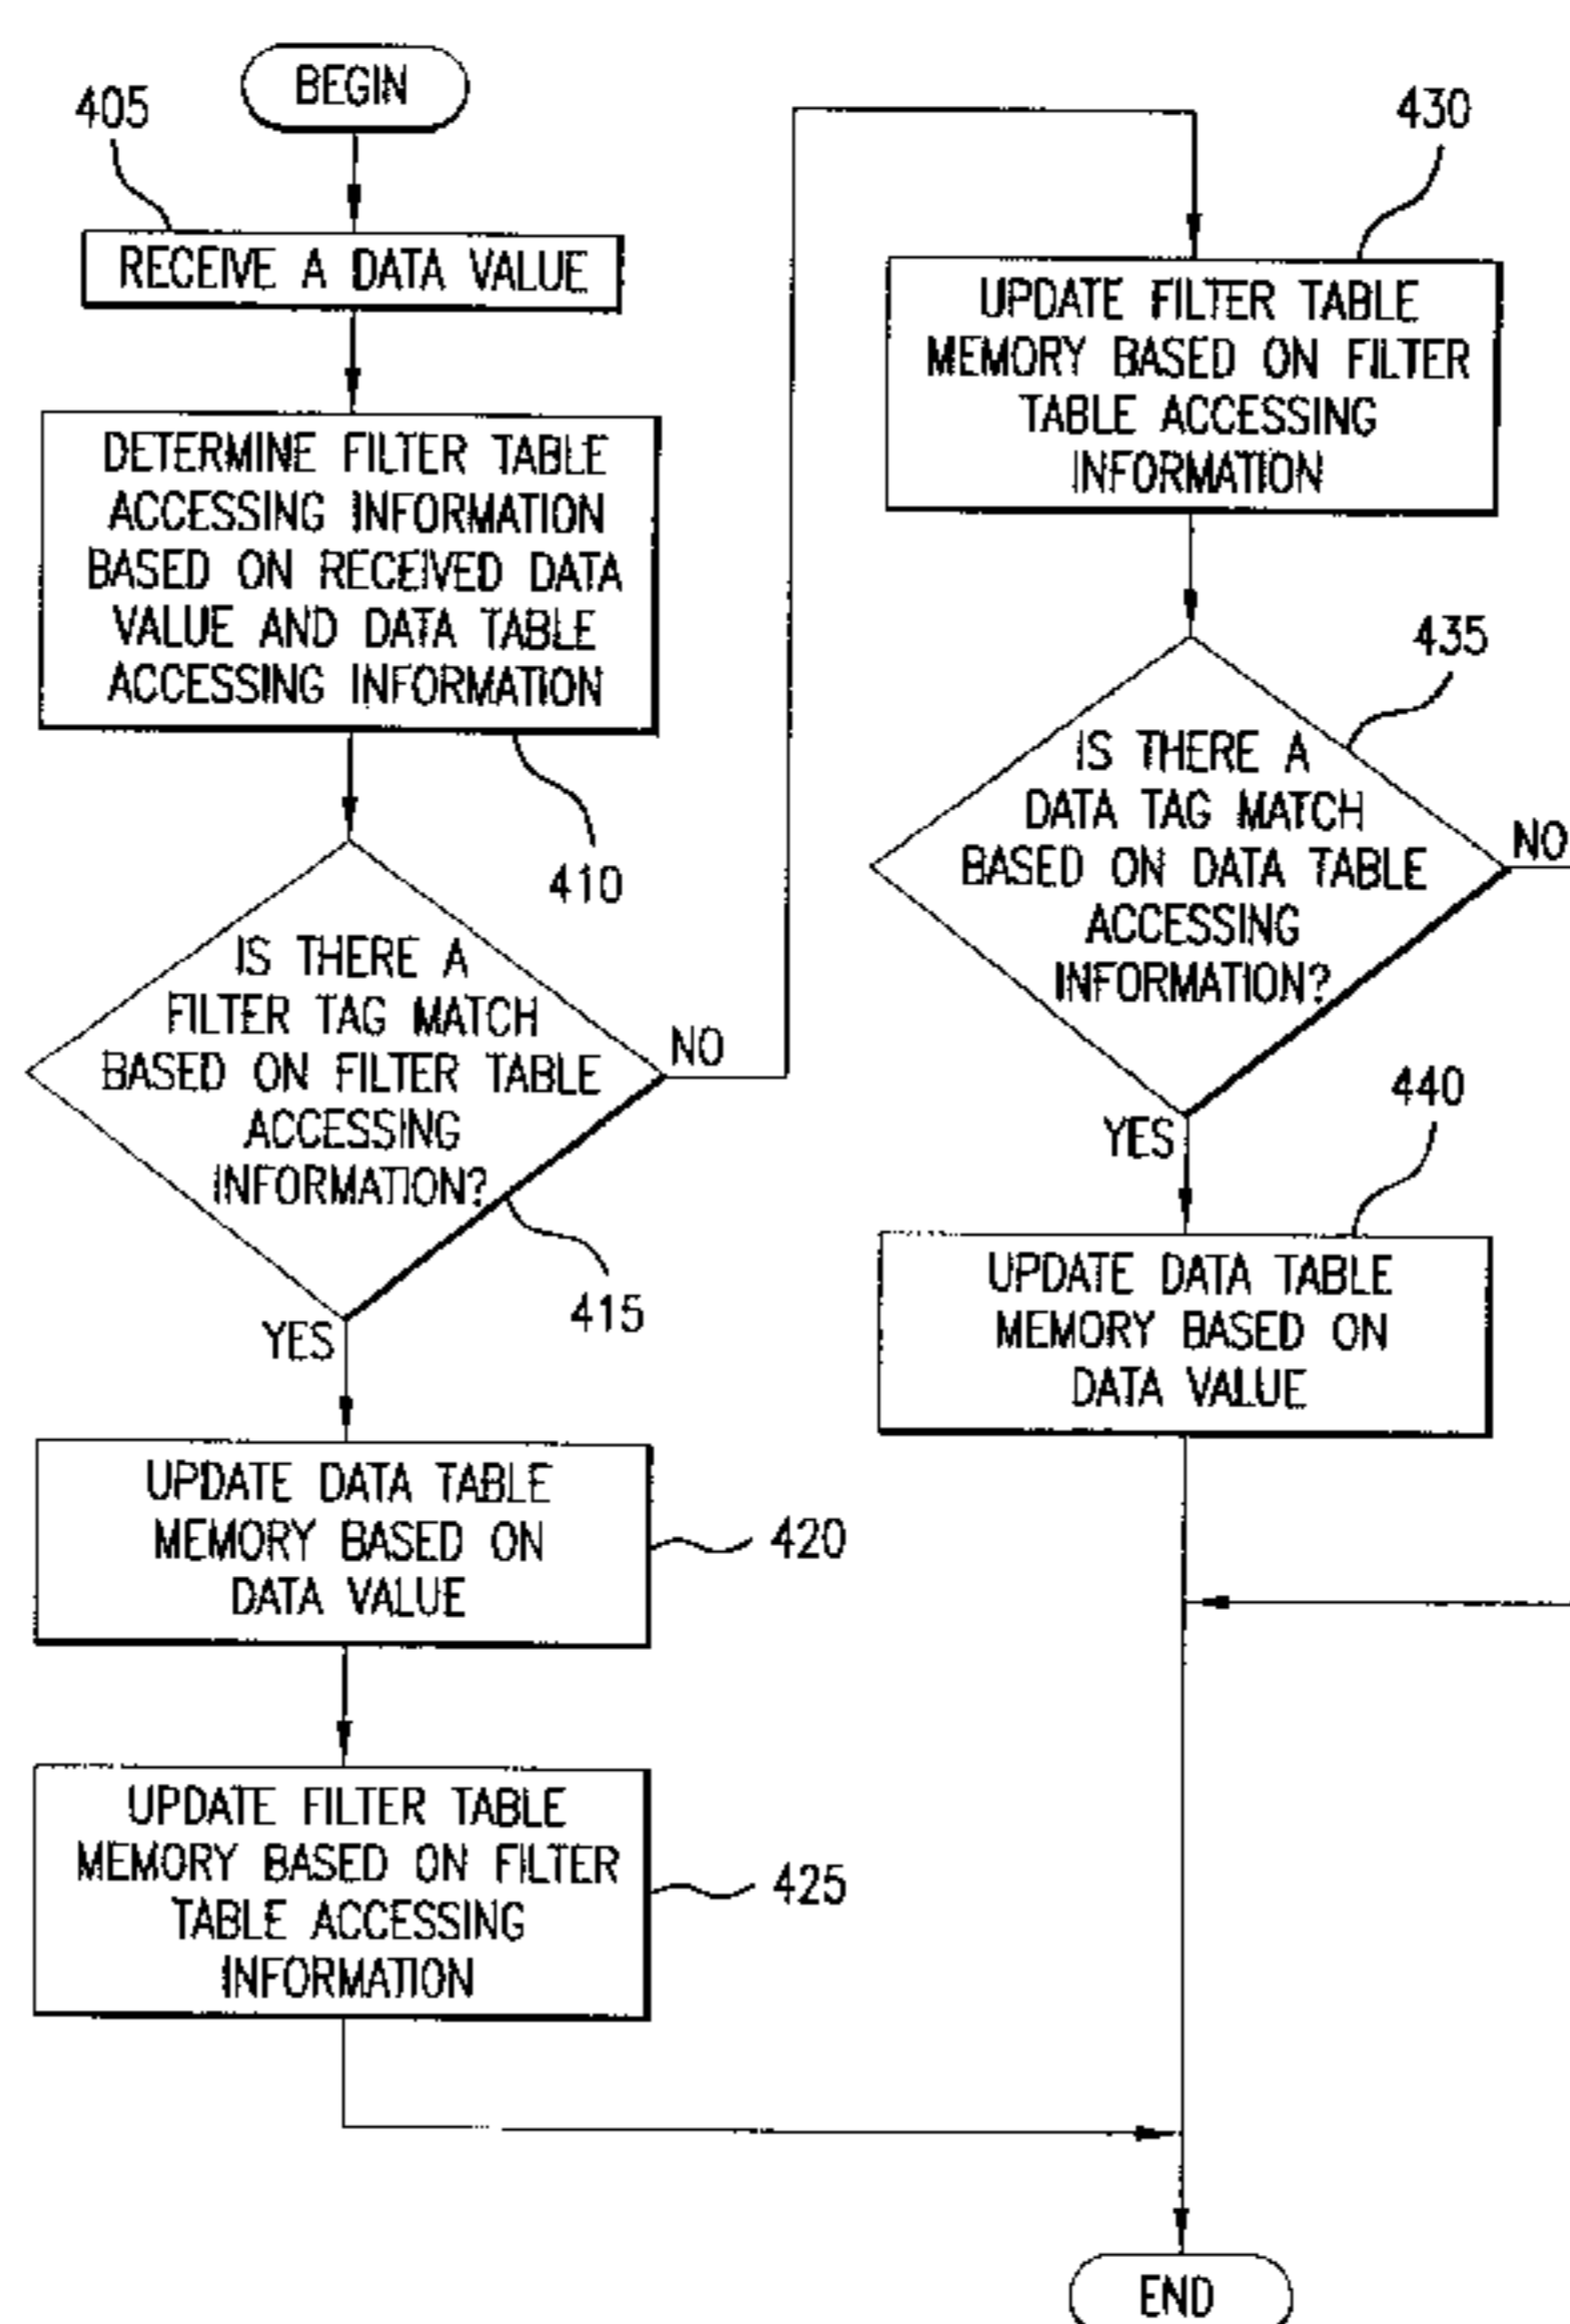 BEGIN
405
RECEIVE A DATA VALUE
DETERMINE FILTER TABLE
ACCESSING INFORMATION
BASED ON RECEIVED DATA
VALUE AND DATA TABLE
ACCESSING INFORMATION
410
IS THERE A
FILTER TAG MATCH
BASED ON FILTER TABLE
ACCESSING
INFORMATION?
NO
415
YES
UPDATE DATA TABLE
MEMORY BASED ON
DATA VALUE
420
UPDATE FILTER TABLE
MEMORY BASED ON FILTER
TABLE ACCESSING
INFORMATION
425
430
UPDATE FILTER TABLE
MEMORY BASED ON FILTER
TABLE ACCESSING
INFORMATION
435
IS THERE A
DATA TAG MATCH
BASED ON DATA TABLE
ACCESSING
INFORMATION?
NO
YES
440
UPDATE DATA TABLE
MEMORY BASED ON
DATA VALUE
END